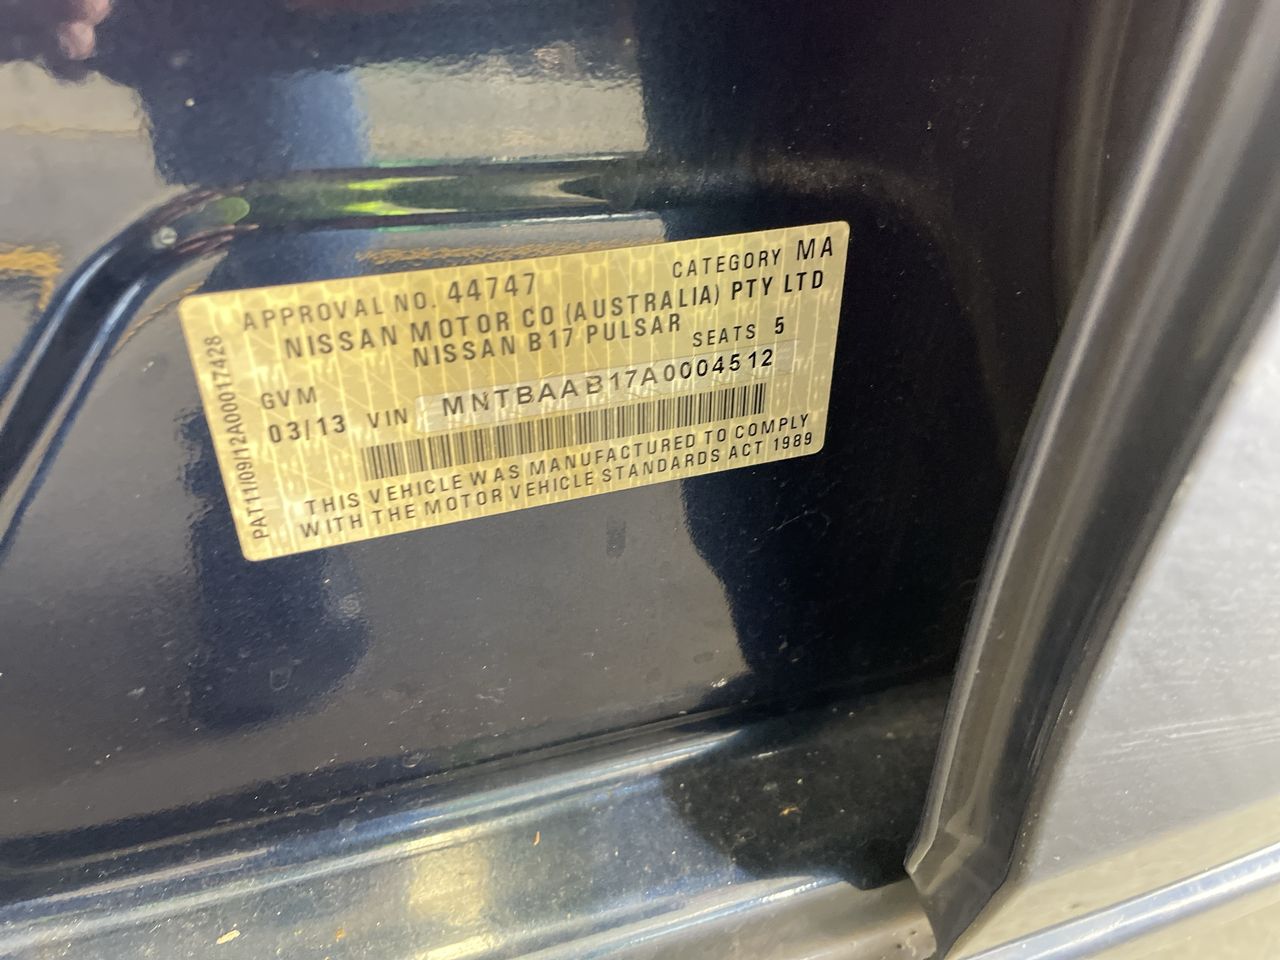 APPROVAL NO. 44747 CATEGORY MA
NISSAN MOTOR CO (AUSTRALIA) PTY LTD
NISSAN B17 PULSAR SEATS 5
GVM
03/13 VIN MNTBAAB17A0004512
THIS VEHICLE WAS MANUFACTURED TO COMPLY
WITH THE MOTOR VEHICLE STANDARDS ACT 1989
PAT11/09/12A00017428